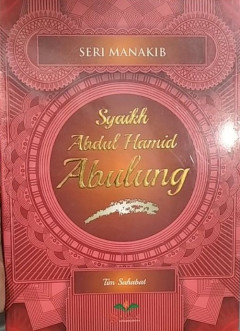 SERI MANAKIB
Syaikh
Abdul Hamid
Abulung
Tim Sahabat